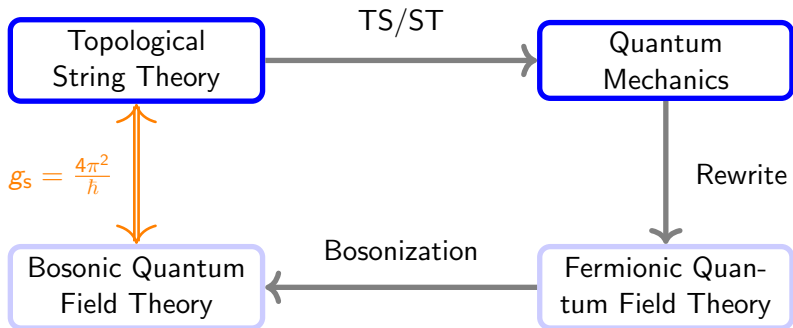 Topological
String Theory
TS/ST
Quantum
Mechanics
g_s = 4π²/ħ
Rewrite
Bosonic Quantum
Field Theory
Bosonization
Fermionic Quan-
tum Field Theory